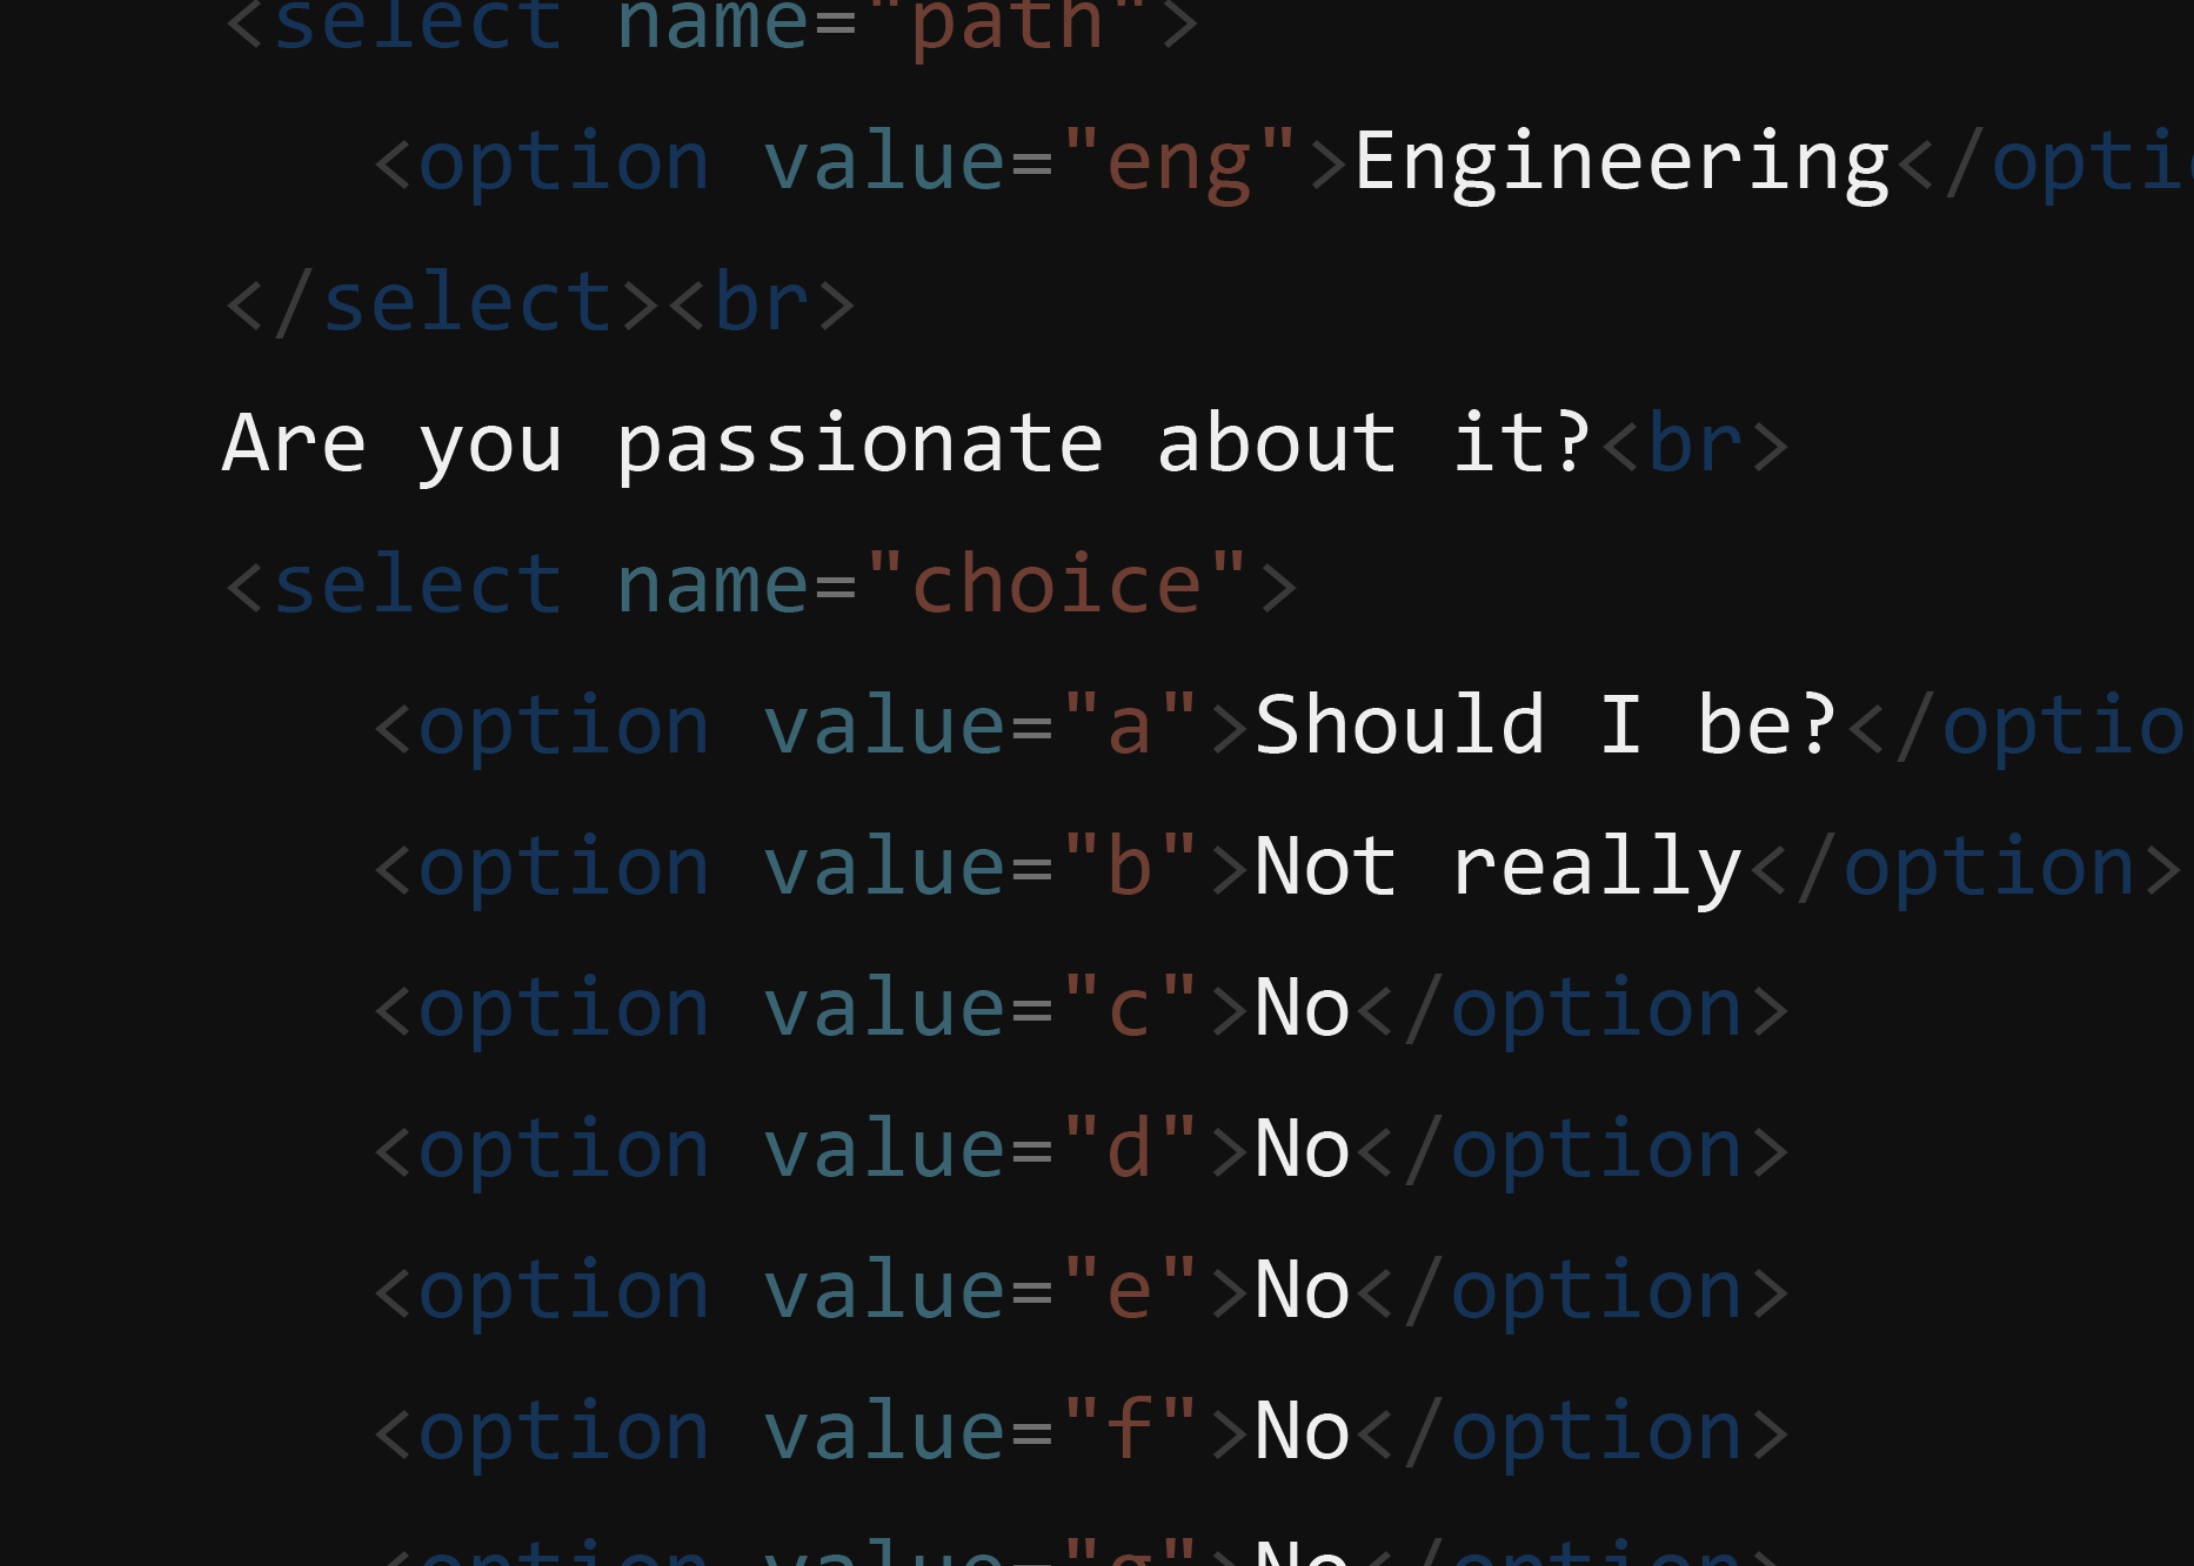 <select name="path">
<option value="eng">Engineering</opti
</select><br>
Are you passionate about it?<br>
<select name="choice">
<option value="a">Should I be?</optio
<option value="b">Not really</option>
<option value="c">No</option>
<option value="d">No</option>
<option value="e">No</option>
<option value="f">No</option>
<option value="g">No</option>